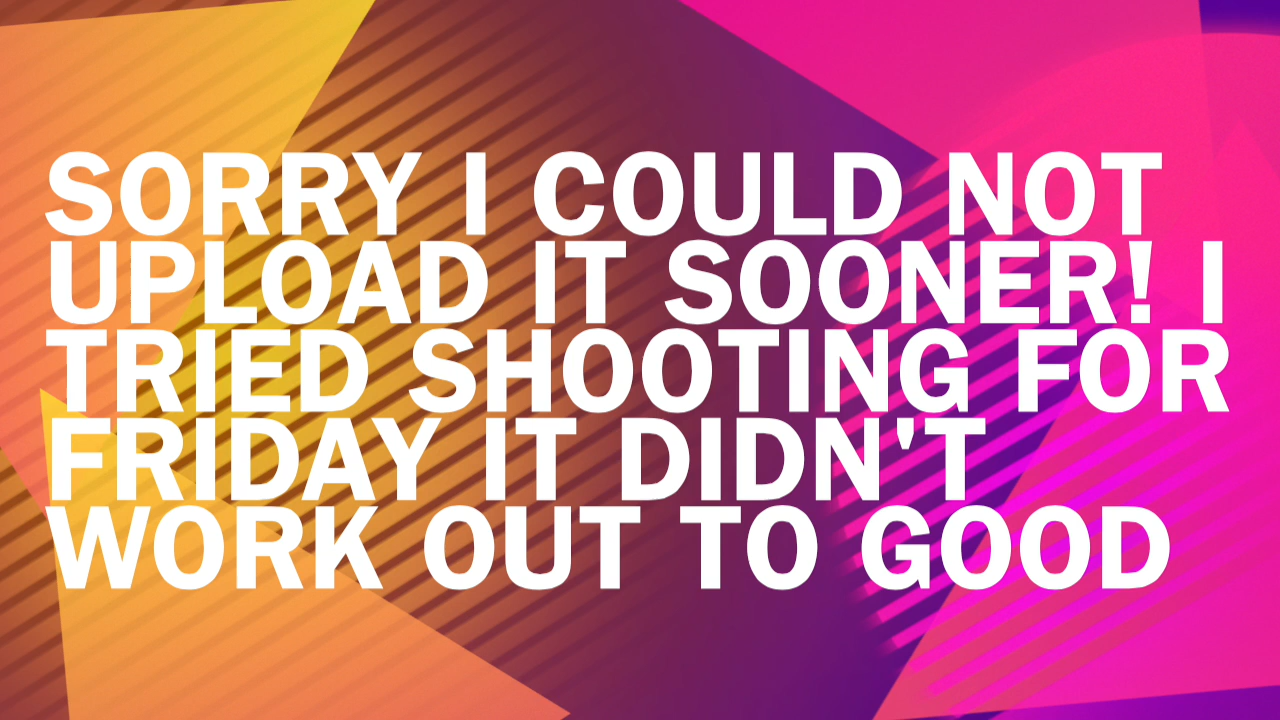 SORRY I COULD NOT
UPLOAD IT SOONER! I
TRIED SHOOTING FOR
FRIDAY IT DIDN'T
WORK OUT TO GOOD